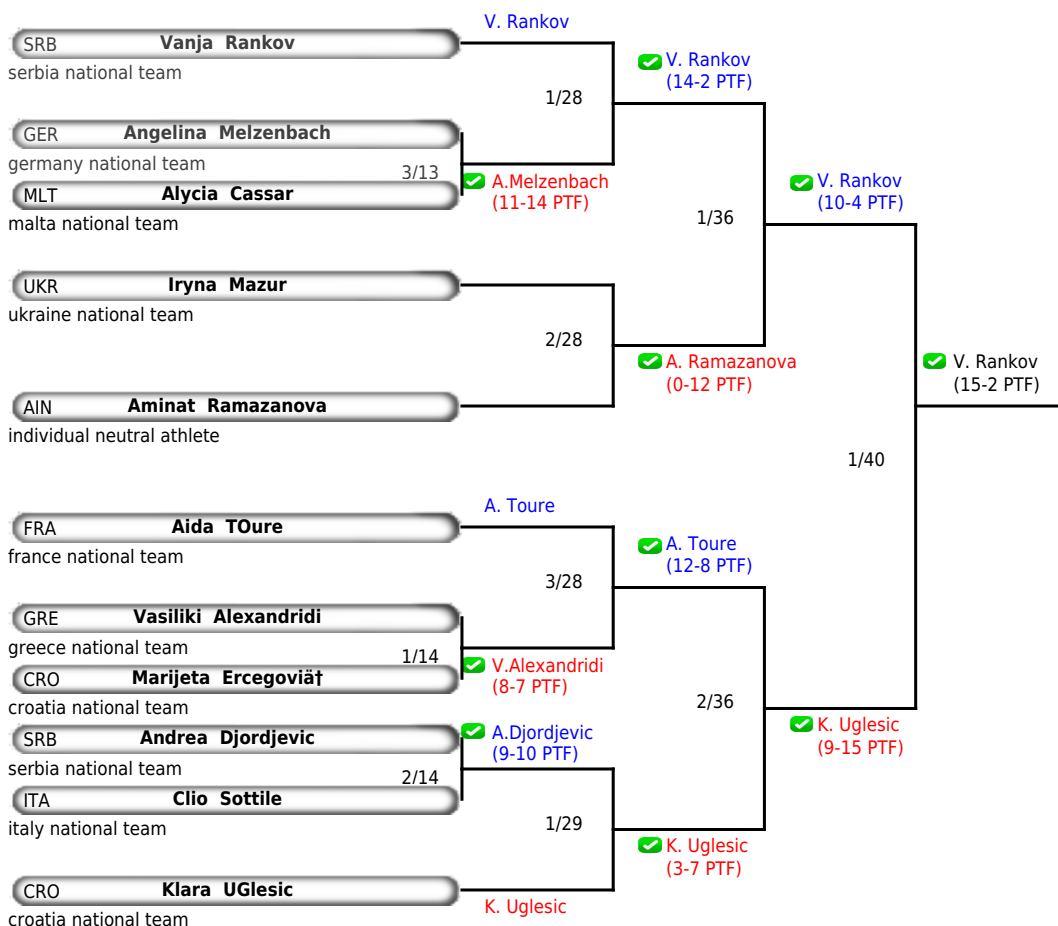 V. Rankov
SRB Vanja Rankov
serbia national team
V. Rankov
(14-2 PTF)
1/28
GER Angelina Melzenbach
germany national team
3/13
A.Melzenbach
(11-14 PTF)
MLT Alycia Cassar
malta national team
V. Rankov
(10-4 PTF)
1/36
UKR Iryna Mazur
ukraine national team
2/28
A. Ramazanova
(0-12 PTF)
V. Rankov
(15-2 PTF)
AIN Aminat Ramazanova
individual neutral athlete
1/40
A. Toure
FRA Aida TOure
france national team
A. Toure
(12-8 PTF)
3/28
GRE Vasiliki Alexandridi
greece national team
1/14
V.Alexandridi
(8-7 PTF)
CRO Marijeta Ercegoviä†
croatia national team
2/36
K. Uglesic
(9-15 PTF)
SRB Andrea Djordjevic
A.Djordjevic
(9-10 PTF)
serbia national team
2/14
ITA Clio Sottile
italy national team
1/29
K. Uglesic
(3-7 PTF)
CRO Klara UGlesic
K. Uglesic
croatia national team